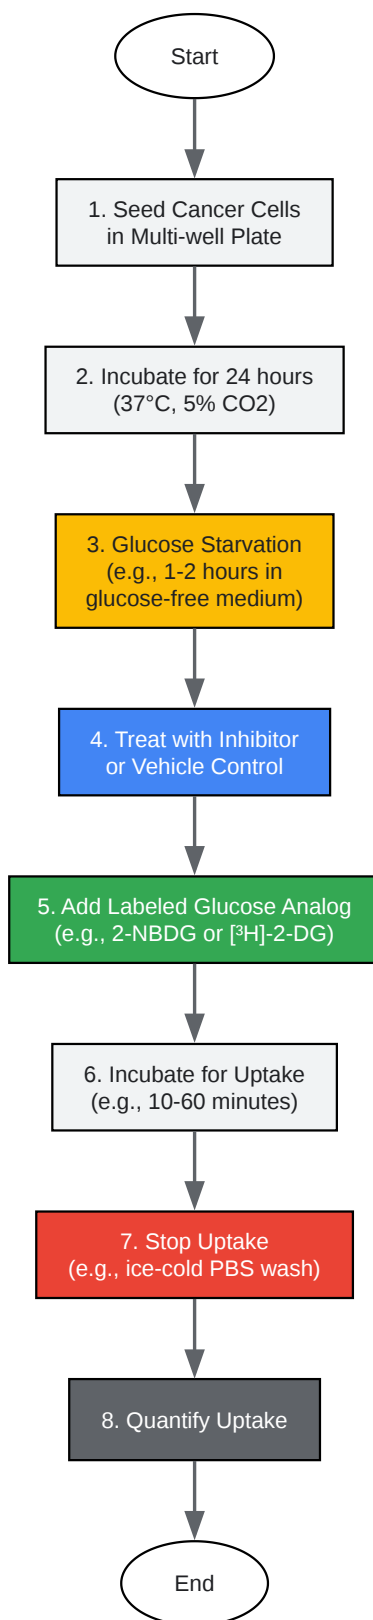 Start
1. Seed Cancer Cells
in Multi-well Plate
2. Incubate for 24 hours
(37°C, 5% CO2)
3. Glucose Starvation
(e.g., 1-2 hours in
glucose-free medium)
4. Treat with Inhibitor
or Vehicle Control
5. Add Labeled Glucose Analog
(e.g., 2-NBDG or [³H]-2-DG)
6. Incubate for Uptake
(e.g., 10-60 minutes)
7. Stop Uptake
(e.g., ice-cold PBS wash)
8. Quantify Uptake
End